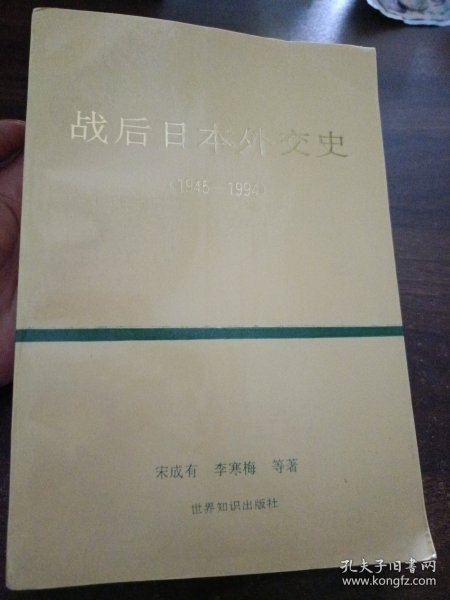 战后日本外交史
(1945—1994)
宋成有 李寒梅 等著
世界知识出版社
孔夫子旧书网
www.kongfz.com